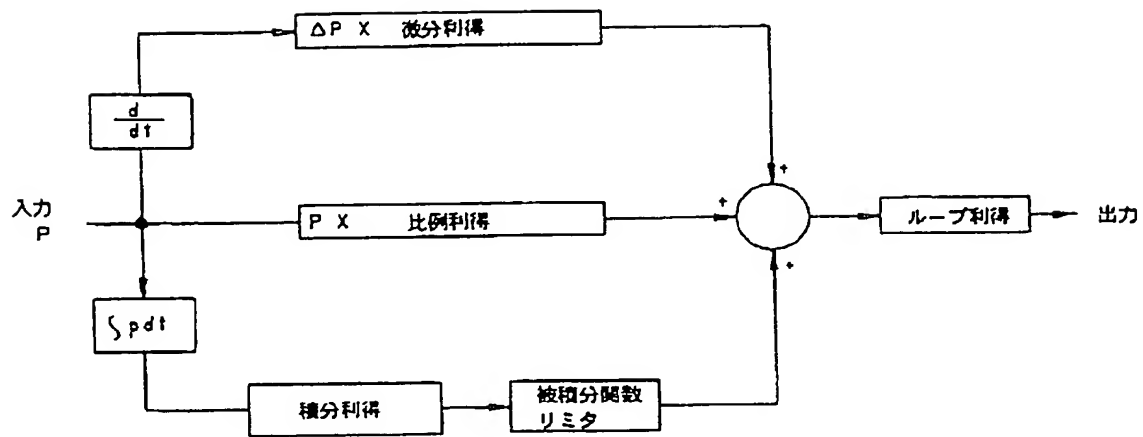 ΔP X 微分利得
d
dt
入力
P
P X 比例利得
+
+
+
ループ利得
出力
∫pdt
積分利得
被積分関数
リミタ